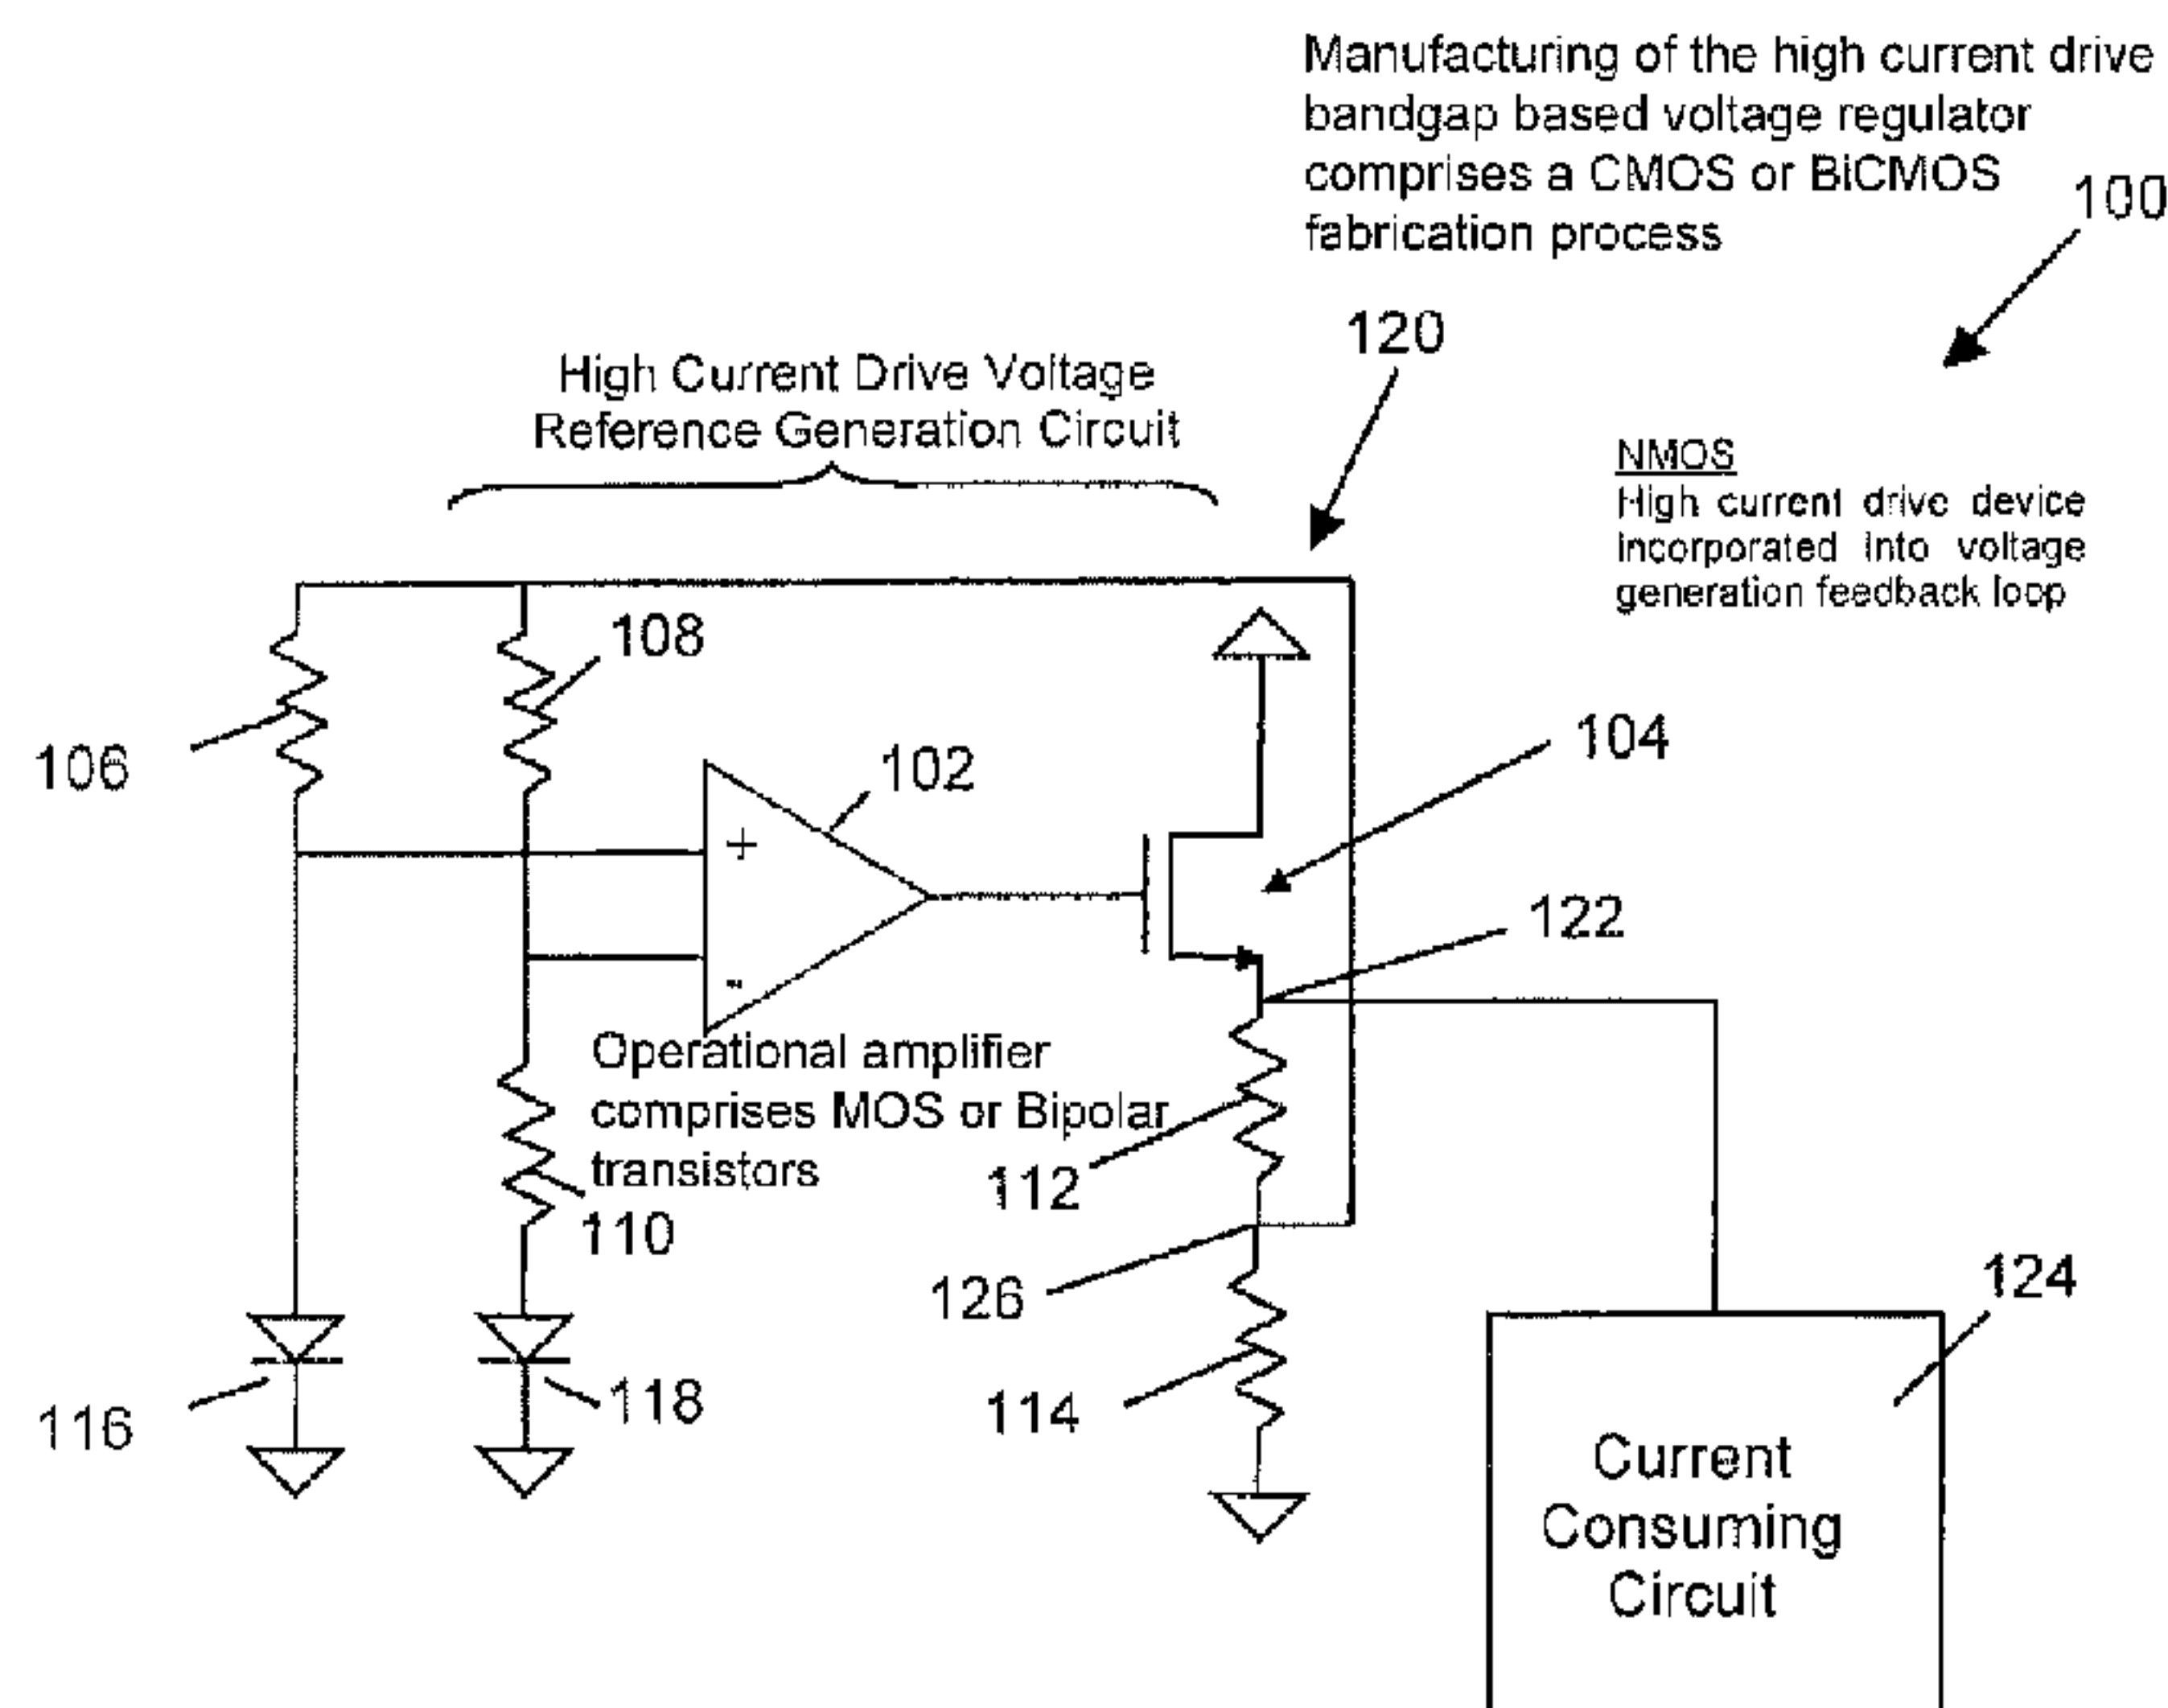 Manufacturing of the high current drive
bandgap based voltage regulator
comprises a CMOS or BiCMOS
fabrication process
100
120
High Current Drive Voltage
Reference Generation Circuit
NMOS
High current drive device
incorporated into voltage
generation feedback loop
108
106
102
104
+
-
122
Operational amplifier
comprises MOS or Bipolar
transistors
112
110
126
124
118
116
114
Current
Consuming
Circuit